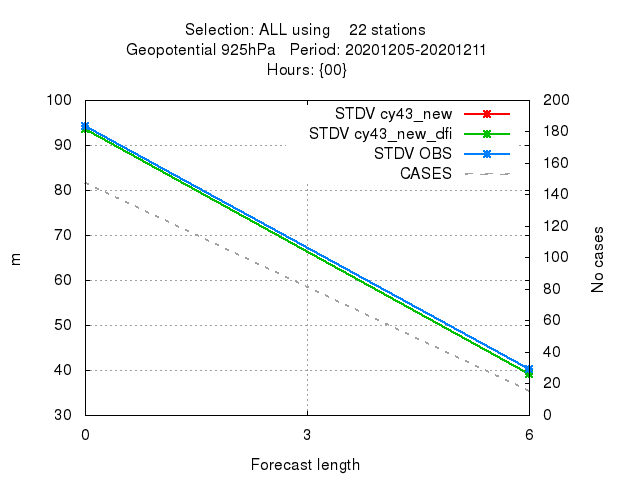 Selection: ALL using 22 stations
Geopotential 925hPa Period: 20201205-20201211
Hours: {00}
STDV cy43_new
STDV cy43_new_dfi
STDV OBS
CASES
100
90
80
70
60
50
40
30
m
200
180
160
140
120
100
80
60
40
20
0
No cases
0 3 6
Forecast length